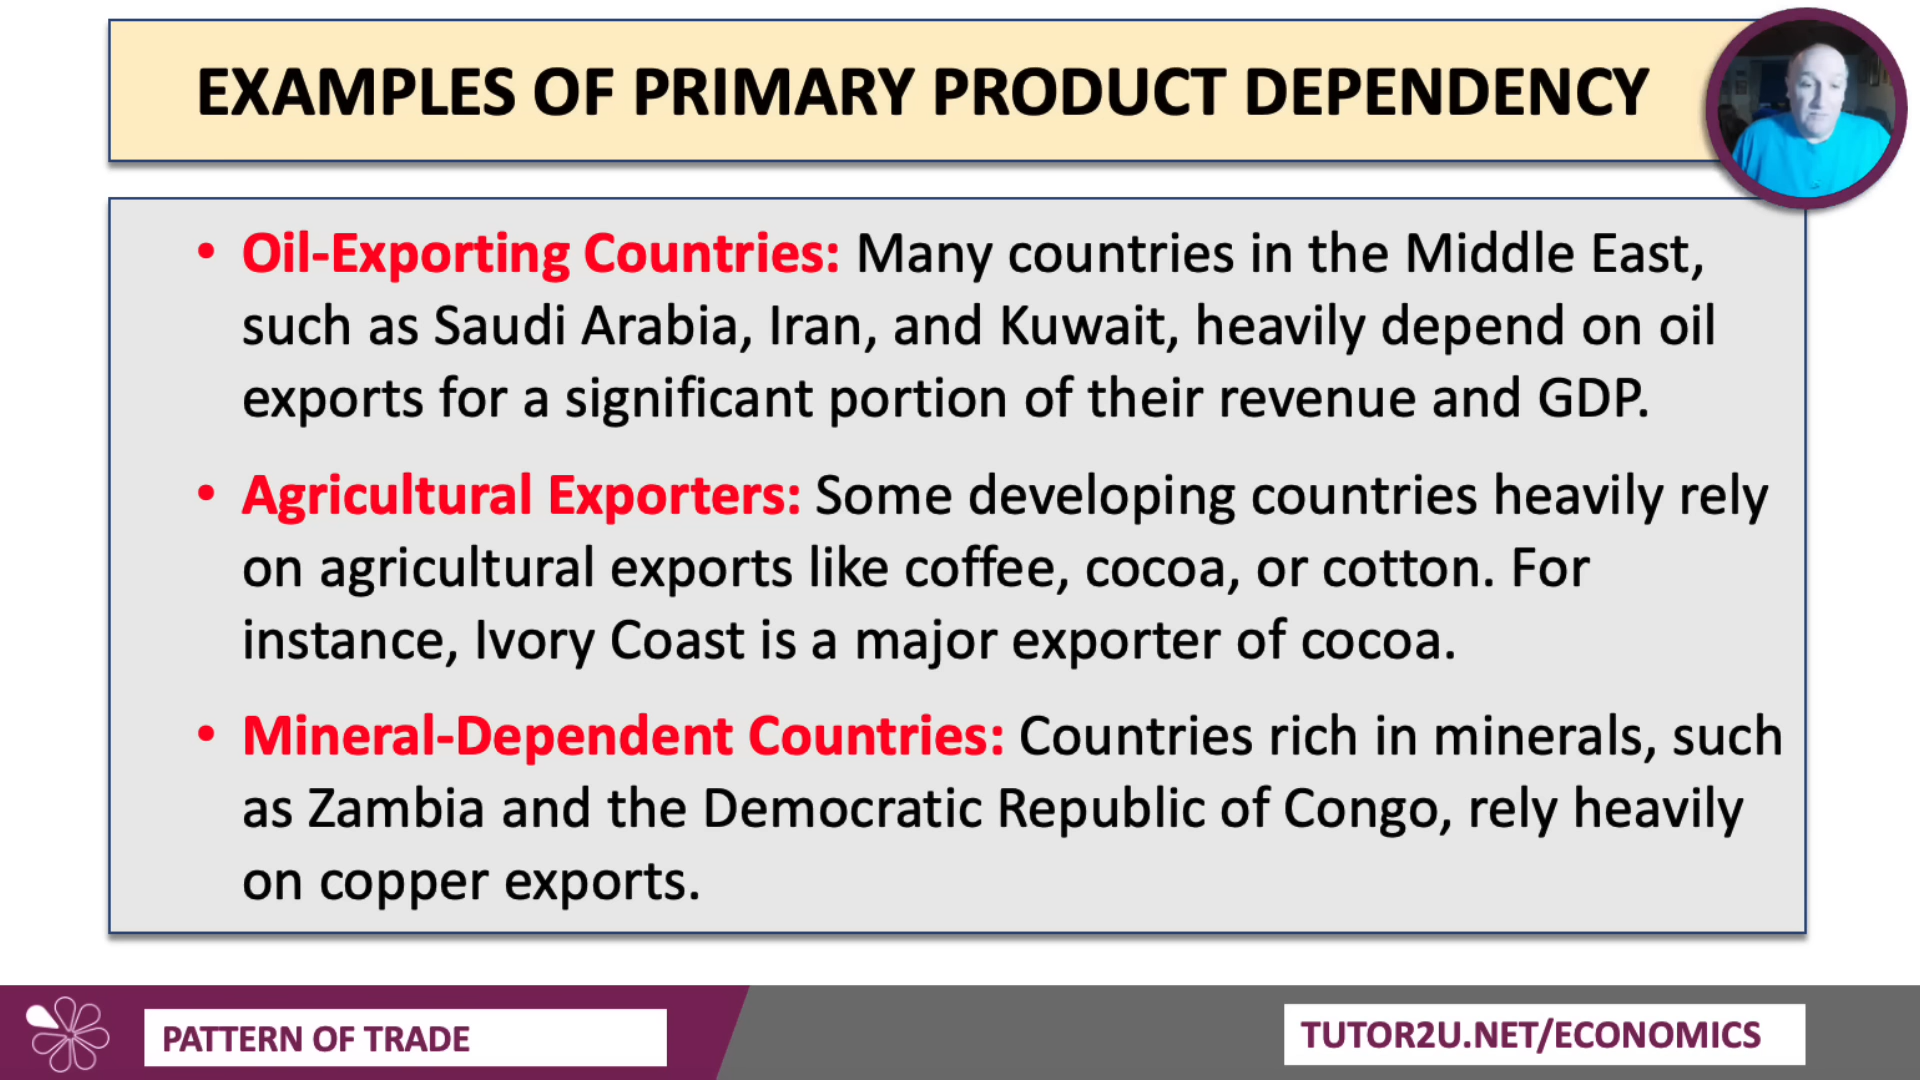 EXAMPLES OF PRIMARY PRODUCT DEPENDENCY
• Oil-Exporting Countries: Many countries in the Middle East,
such as Saudi Arabia, Iran, and Kuwait, heavily depend on oil
exports for a significant portion of their revenue and GDP.
• Agricultural Exporters: Some developing countries heavily rely
on agricultural exports like coffee, cocoa, or cotton. For
instance, Ivory Coast is a major exporter of cocoa.
• Mineral-Dependent Countries: Countries rich in minerals, such
as Zambia and the Democratic Republic of Congo, rely heavily
on copper exports.
PATTERN OF TRADE
TUTOR2U.NET/ECONOMICS